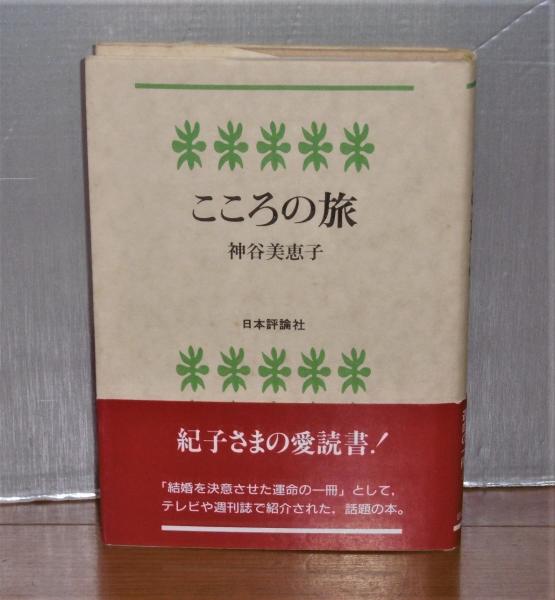 こころの旅
神谷美恵子
日本評論社
紀子さまの愛読書!
「結婚を決意させた運命の一冊」として,
テレビや週刊誌で紹介された,話題の本。